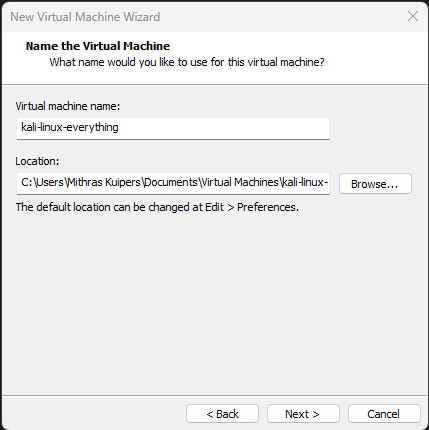 New Virtual Machine Wizard
Name the Virtual Machine
What name would you like to use for this virtual machine?
Virtual machine name:
kali-linux-everything
Location:
C:\Users\Mithras Kuipers\Documents\Virtual Machines\kali-linux-
Browse...
The default location can be changed at Edit > Preferences.
< Back
Next >
Cancel